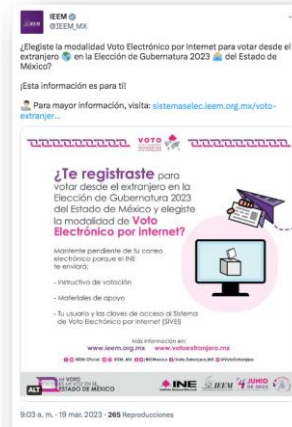 IEEM
@IEEM_MX
¿Elegiste la modalidad Voto Electrónico por Internet para votar desde el
extranjero en la Elección de Gubernatura 2023 del Estado de
México?
¡Esta información es para ti!
Para mayor información, visita: sistemaselec.ieem.org.mx/voto-
extranjer...
VOTO
¿Te registraste para
votar desde el extranjero en la
Elección de Gubernatura 2023
del Estado de México y elegiste
la modalidad de Voto
Electrónico por internet?
Mantente pendiente de tu correo
electrónico porque el INE
te enviará:
- Instructivo de votación
- Materiales de apoyo
- Tu usuario y las claves de acceso al Sistema
de Voto Electrónico por Internet (SIVEI)
más información en:
www.ieem.org.mx www.votoextranjero.mx
ALT
ESTADO DE MÉXICO
INE
IEEM
4 JUNIO
9:03 a. m. · 19 mar. 2023 · 265 Reproducciones